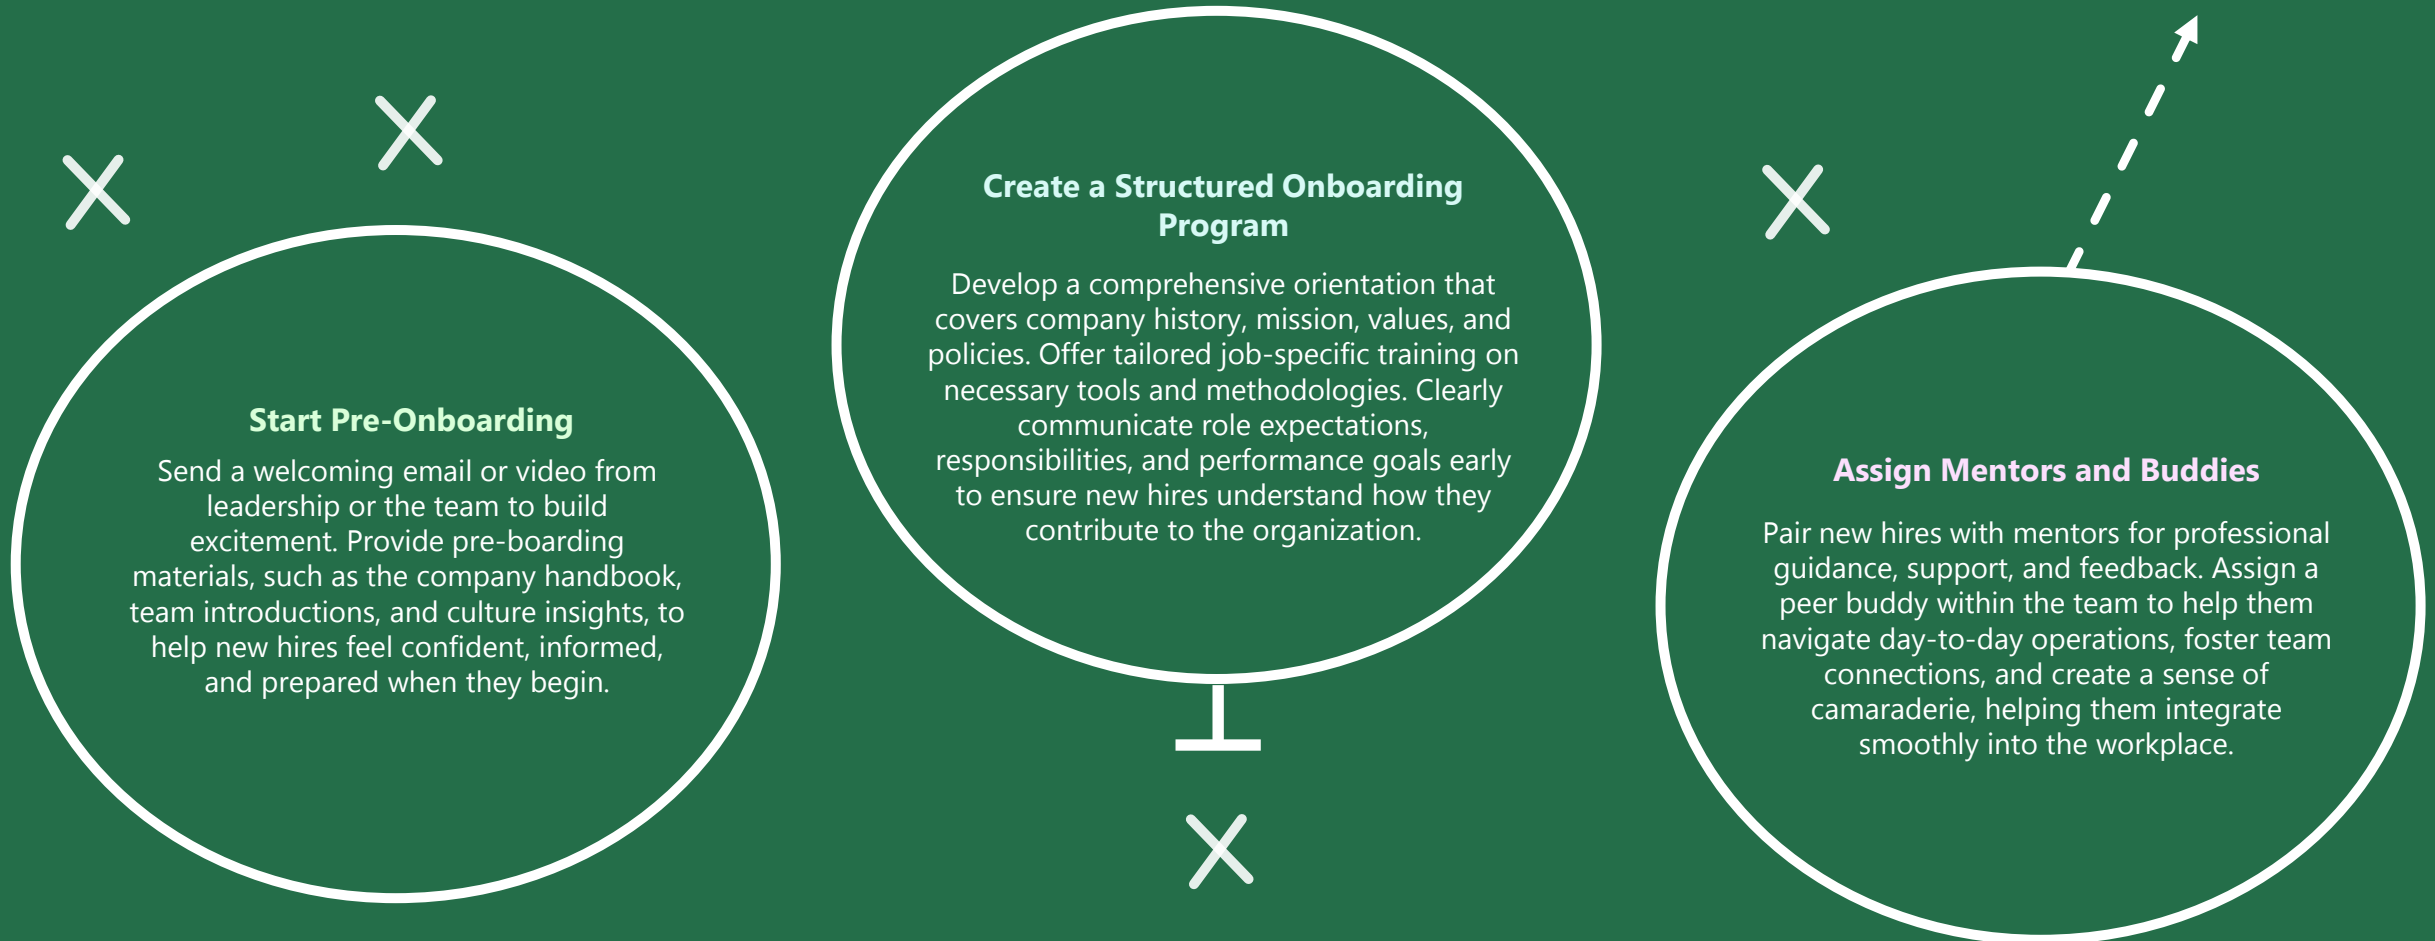 Start Pre-Onboarding
Send a welcoming email or video from
leadership or the team to build
excitement. Provide pre-boarding
materials, such as the company handbook,
team introductions, and culture insights, to
help new hires feel confident, informed,
and prepared when they begin.
Create a Structured Onboarding
Program
Develop a comprehensive orientation that
covers company history, mission, values, and
policies. Offer tailored job-specific training on
necessary tools and methodologies. Clearly
communicate role expectations,
responsibilities, and performance goals early
to ensure new hires understand how they
contribute to the organization.
Assign Mentors and Buddies
Pair new hires with mentors for professional
guidance, support, and feedback. Assign a
peer buddy within the team to help them
navigate day-to-day operations, foster team
connections, and create a sense of
camaraderie, helping them integrate
smoothly into the workplace.